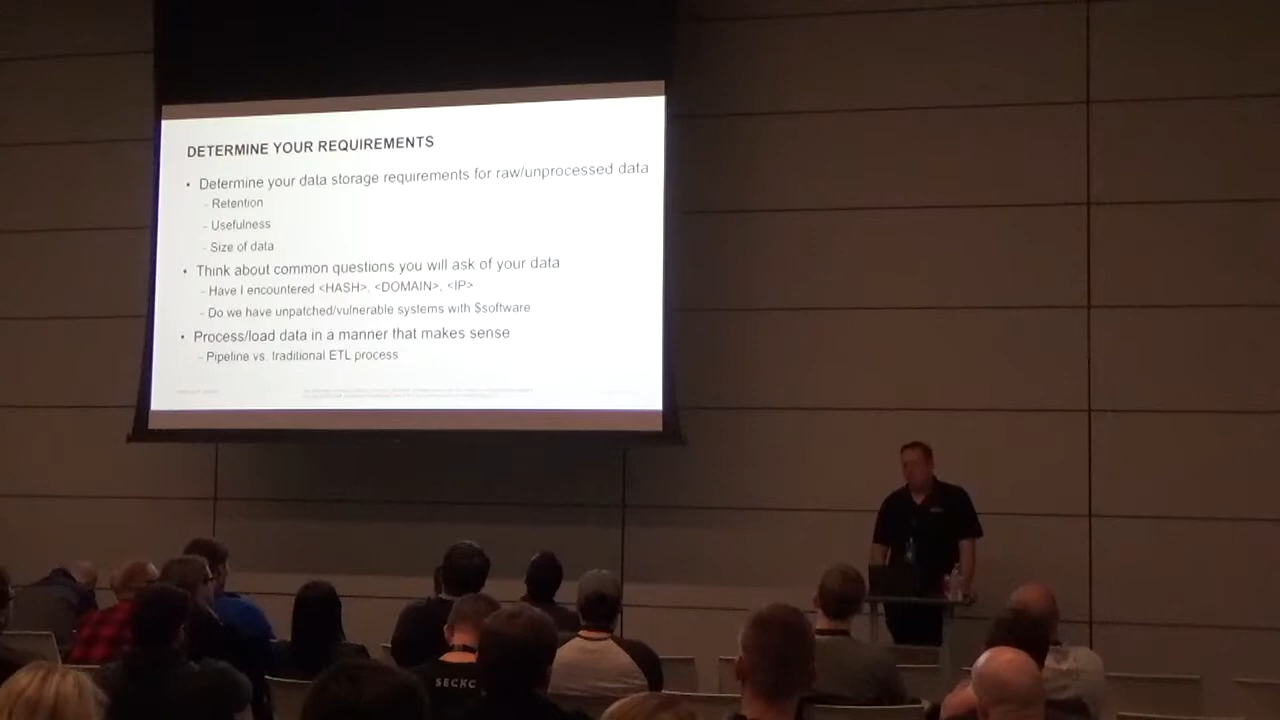 DETERMINE YOUR REQUIREMENTS
• Determine your data storage requirements for raw/unprocessed data
- Retention
- Usefulness
- Size of data
• Think about common questions you will ask of your data
- Have I encountered <HASH>, <DOMAIN>, <IP>
- Do we have unpatched/vulnerable systems with $software
• Process/load data in a manner that makes sense
- Pipeline vs. traditional ETL process
SECKC